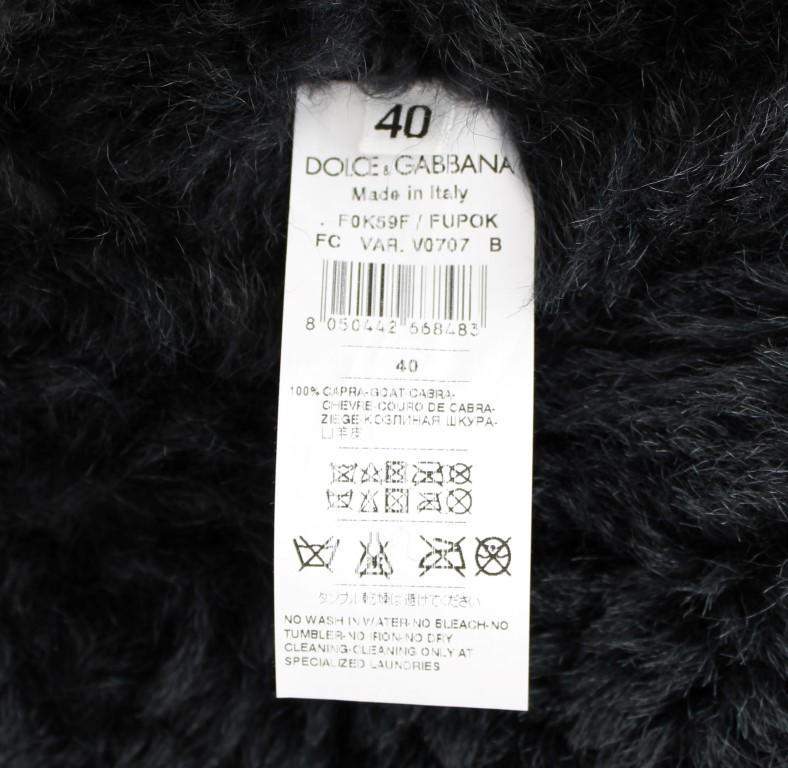 40
DOLCE & GABBANA
Made in Italy
. F0K59F / FUPOK
FC VAR. V0707 B
8 050442 668483
40
100% CAPRA-GOAT CABRA-
CHEVRE-COURO DE CABRA-
ZIEGE-КОЗЛИНАЯ ШКУРА-
山羊皮
タンブル乾燥は避けてください
NO WASH IN WATER-NO BLEACH-NO
TUMBLER-NO IRON-NO DRY
CLEANING-CLEANING ONLY AT
SPECIALIZED LAUNDRIES